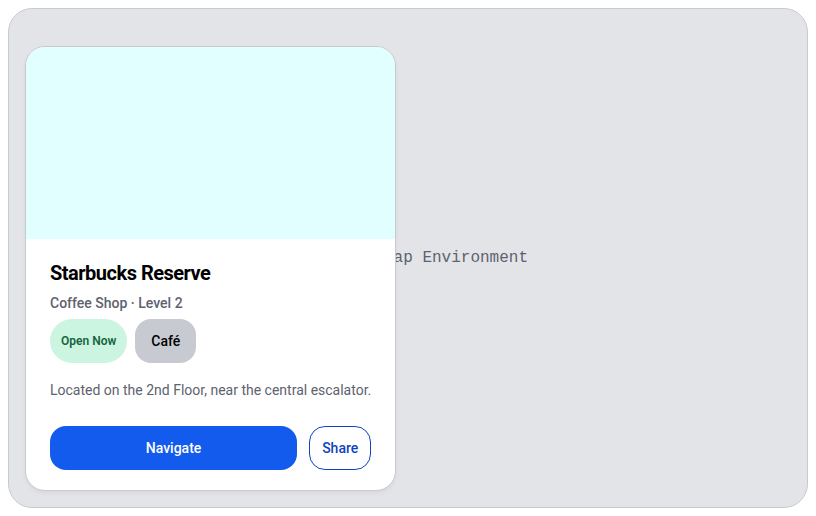 Starbucks Reserve
Coffee Shop · Level 2
Open Now
Café
Located on the 2nd Floor, near the central escalator.
Navigate
Share
ap Environment